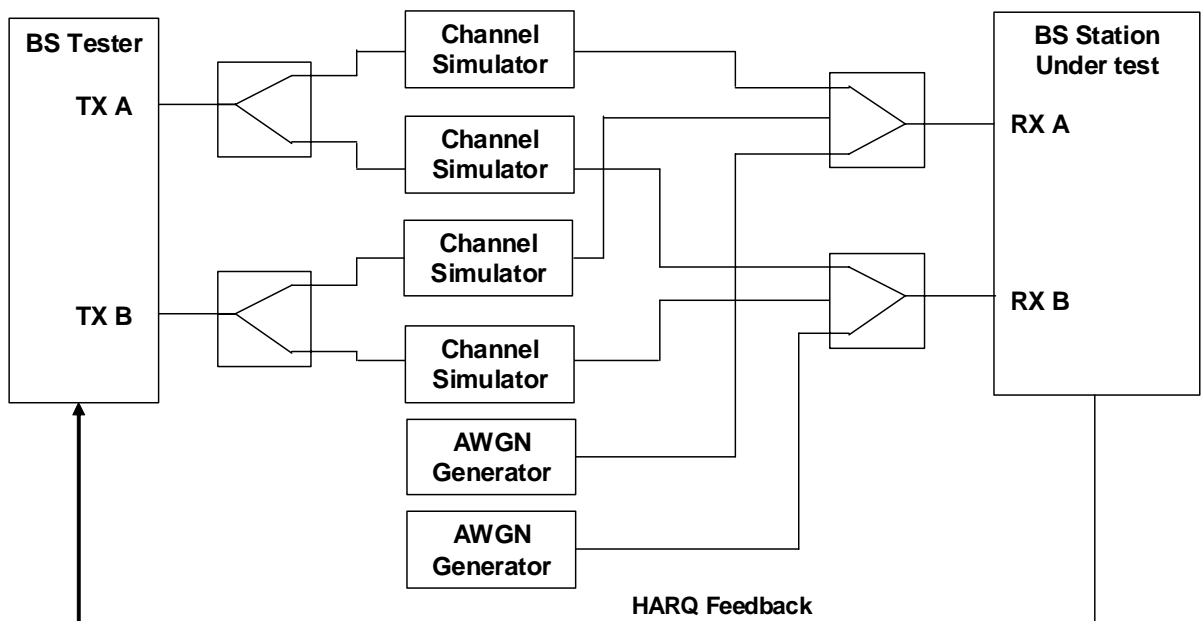 BS Tester
TX A
TX B
Channel
Simulator
Channel
Simulator
Channel
Simulator
Channel
Simulator
AWGN
Generator
AWGN
Generator
BS Station
Under test
RX A
RX B
HARQ Feedback